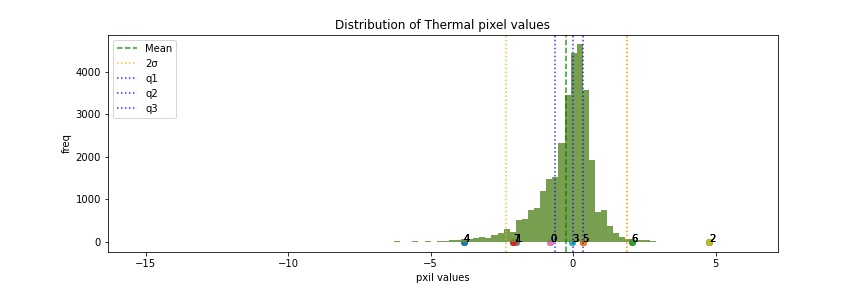 Distribution of Thermal pixel values
Mean
2σ
q1
q2
q3
freq
4000
3000
2000
1000
0
4 7 0 3 5 6 2
−15 −10 −5 0 5
pxil values